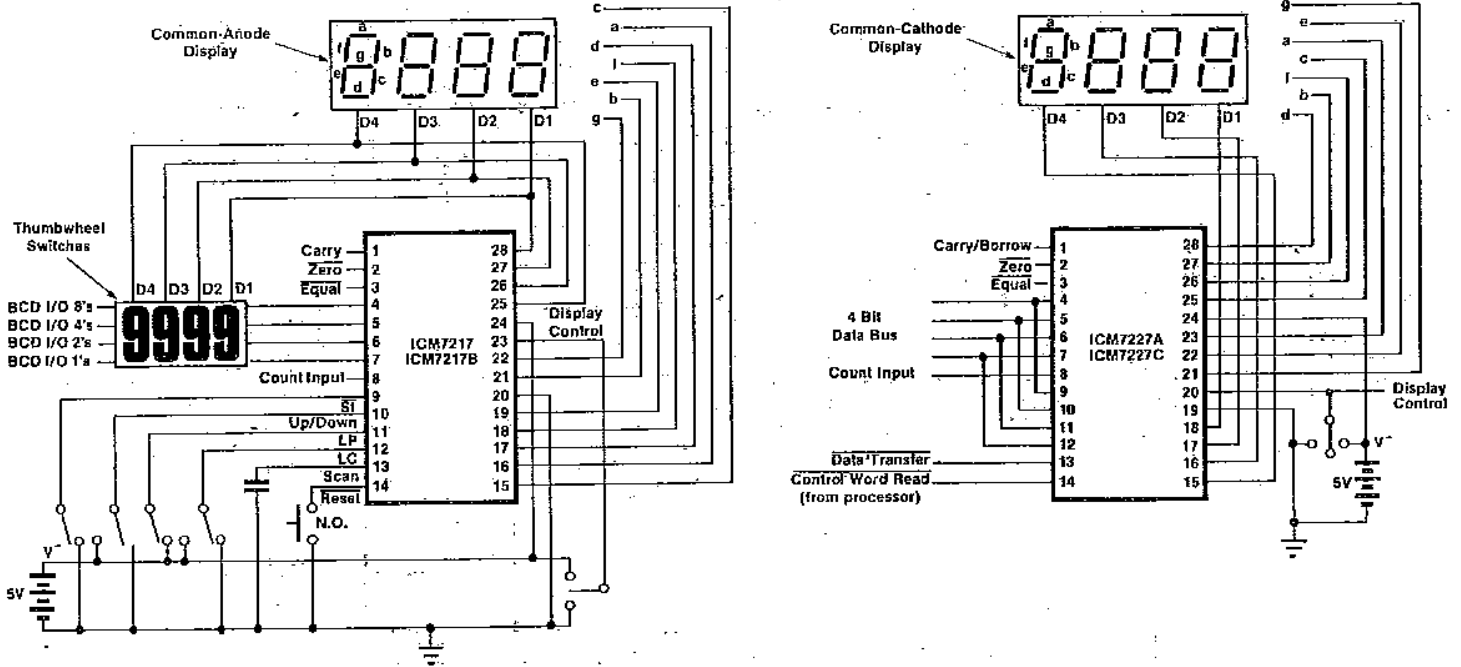 Common-Anode
Display
a
f
b
g
e
c
d
D4
D3
D2
D1
c
a
d
f
e
b
g
Thumbwheel
Switches
D4
D3
D2
D1
BCD I/O 8's
BCD I/O 4's
BCD I/O 2's
BCD I/O 1's
9999
Carry
Zero
Equal
Count Input
SI
Up/Down
LP
LC
Scan
Reset
N.O.
1
2
3
4
5
6
7
8
9
10
11
12
13
14
ICM7217
ICM7217B
28
27
26
25
24
23
22
21
20
19
18
17
16
15
Display
Control
V-
5V
Common-Cathode
Display
a
f
b
g
e
c
d
D4
D3
D2
D1
g
e
a
c
f
b
d
Carry/Borrow
Zero
Equal
4 Bit
Data Bus
Count Input
Data Transfer
Control Word Read
(from processor)
1
2
3
4
5
6
7
8
9
10
11
12
13
14
ICM7227A
ICM7227C
28
27
26
25
24
23
22
21
20
19
18
17
16
15
Display
Control
V-
5V